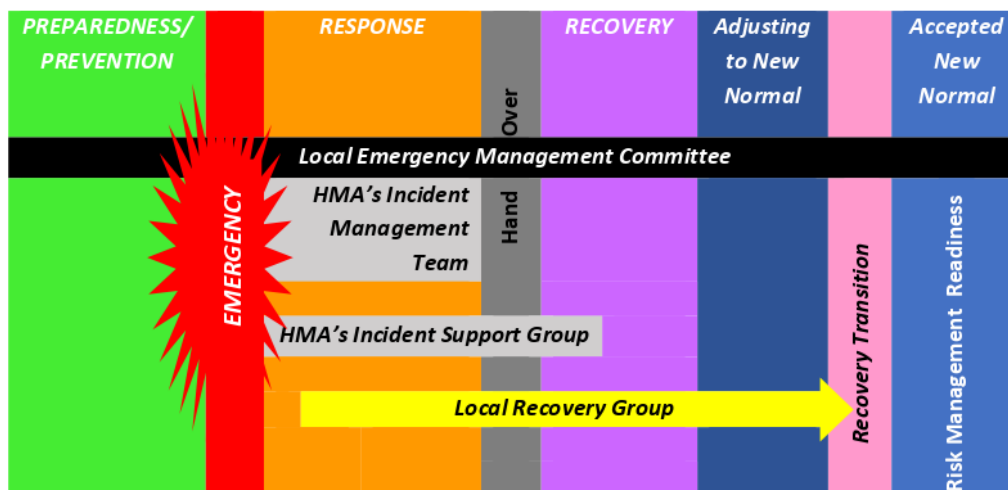 PREPAREDNESS/
PREVENTION
RESPONSE
RECOVERY
Adjusting
to New
Normal
Accepted
New
Normal
Hand Over
Local Emergency Management Committee
EMERGENCY
HMA's Incident
Management
Team
HMA's Incident Support Group
Local Recovery Group
Recovery Transition
Risk Management Readiness